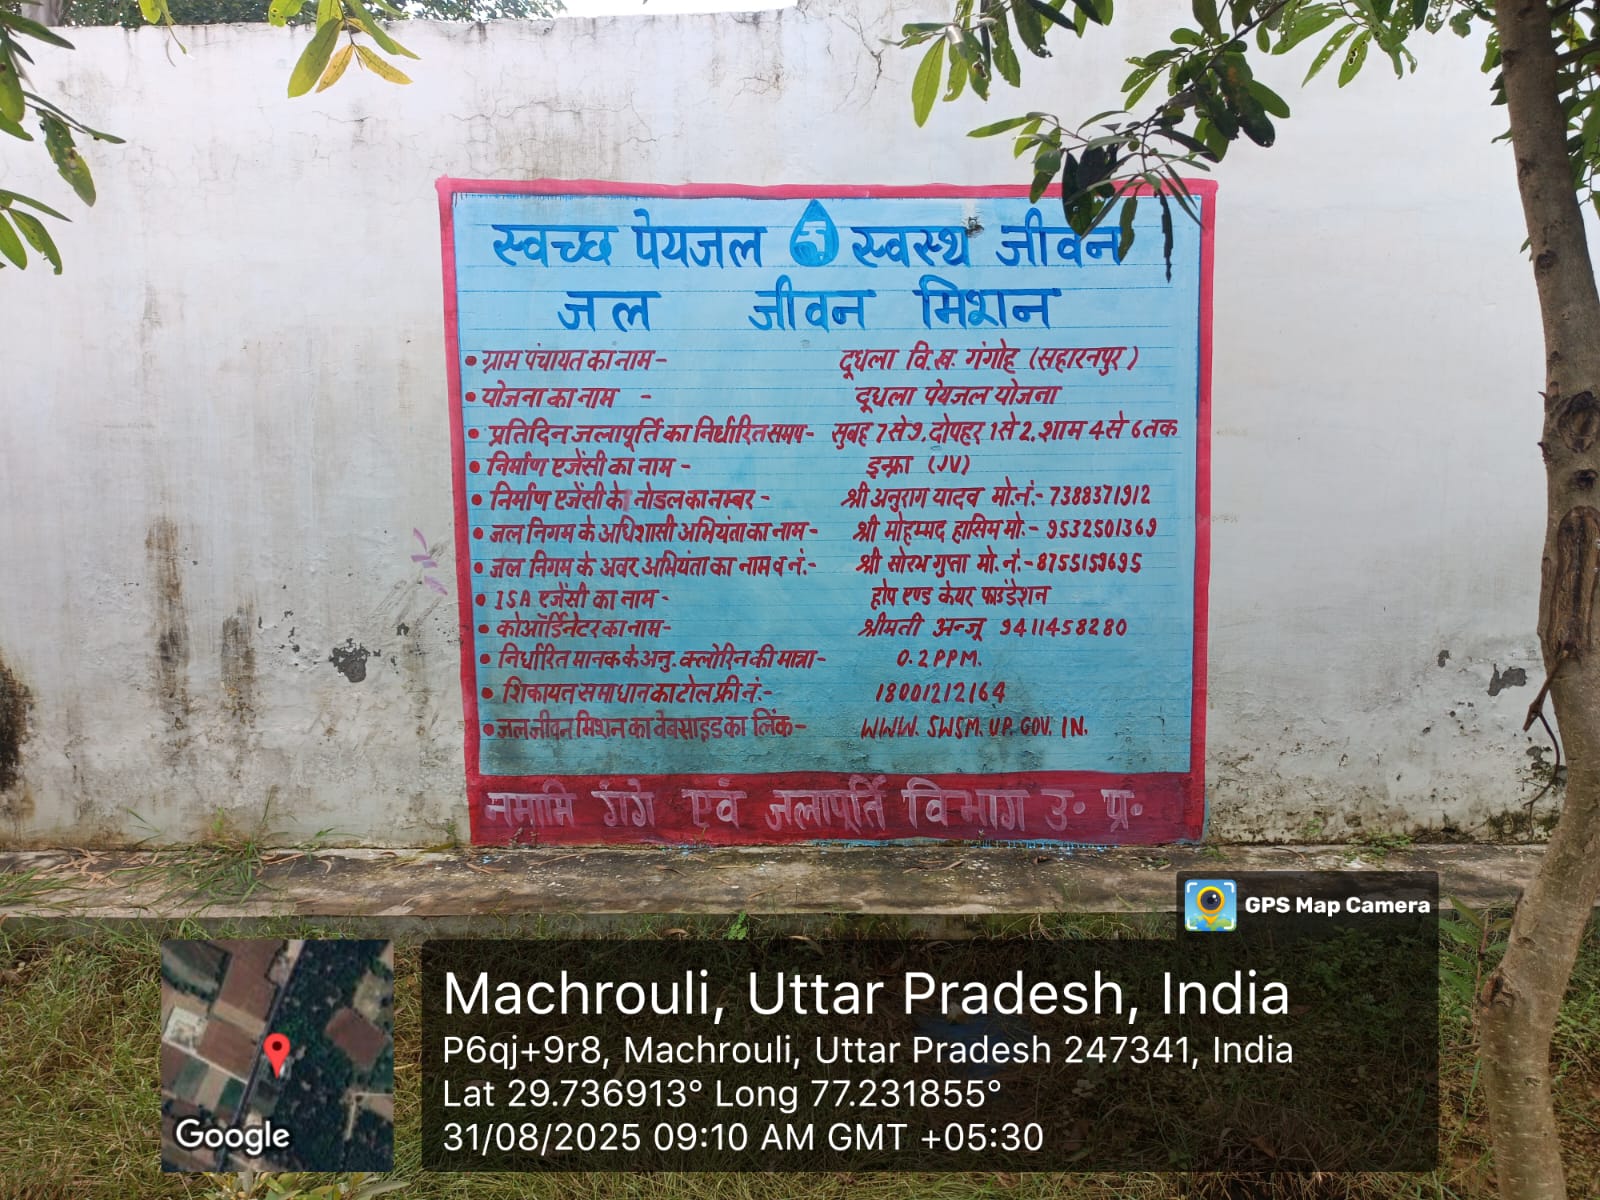 स्वच्छ पेयजल स्वस्थ जीवन
जल जीवन मिशन
• ग्राम पंचायत का नाम - दूधला वि.ख. गंगोह (सहारनपुर)
• योजना का नाम - दूधला पेयजल योजना
• प्रतिदिन जलापूर्ति का निर्धारित समय - सुबह 7 से 9. दोपहर 1 से 2. शाम 4 से 6 तक
• निर्माण एजेंसी का नाम - इन्फ्रा (JV)
• निर्माण एजेंसी के नोडल का नम्बर - श्री अनुराग यादव मो.नं:- 7388371912
• जल निगम के अधिशासी अभियंता का नाम - श्री मोहम्मद हासिम मो.- 9532501369
• जल निगम के अवर अभियंता का नाम व नं:- श्री सोरभ गुप्ता मो.नं:- 8755159695
• ISA एजेंसी का नाम - होप एण्ड केयर फाउंडेशन
• कोऑर्डिनेटर का नाम - श्रीमती अन्जू 9411458280
• निर्धारित मानक के अनु. क्लोरिन की मात्रा - 0.2 PPM.
• शिकायत समाधान का टोल फ्री नं:- 18001212164
• जल जीवन मिशन का वेबसाइड का लिंक - WWW. SWSM. UP. GOV. IN.
नमामि गंगे एवं जलापूर्ति विभाग उ॰ प्र॰
GPS Map Camera
Machrouli, Uttar Pradesh, India
P6qj+9r8, Machrouli, Uttar Pradesh 247341, India
Lat 29.736913° Long 77.231855°
31/08/2025 09:10 AM GMT +05:30
Google